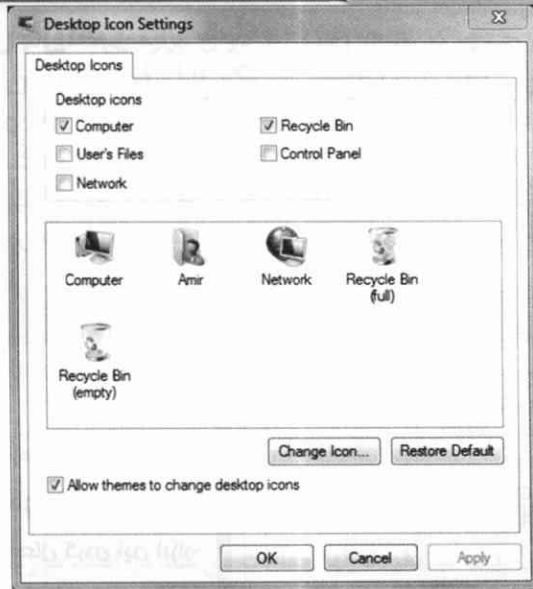 Desktop Icon Settings
Desktop Icons
Desktop icons
Computer
Recycle Bin
User's Files
Control Panel
Network
Computer
Amir
Network
Recycle Bin
(full)
Recycle Bin
(empty)
Change Icon...
Restore Default
Allow themes to change desktop icons
OK
Cancel
Apply